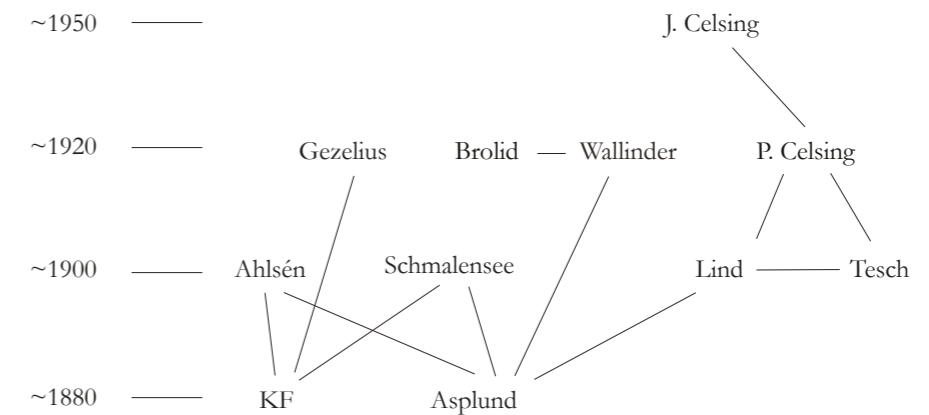 ~1950 J. Celsing
~1920 Gezelius Brolid Wallinder P. Celsing
~1900 Ahlsén Schmalensee Lind Tesch
~1880 KF Asplund